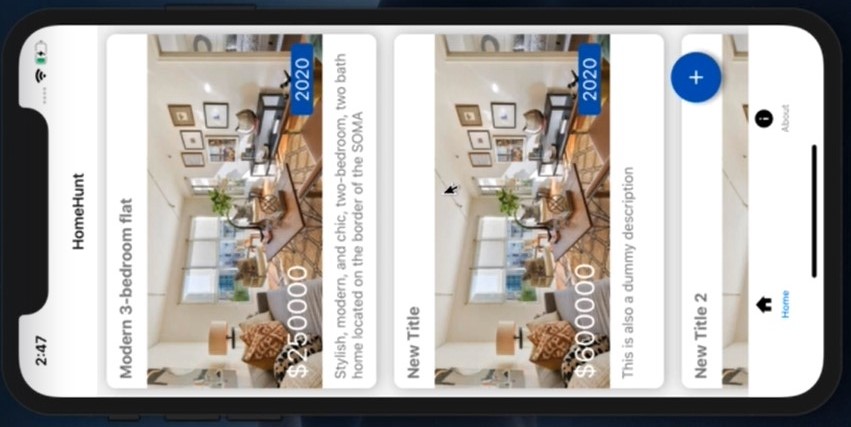 2:47
HomeHunt
Modern 3-bedroom flat
2020
$250000
Stylish, modern, and chic, two-bedroom, two bath
home located on the border of the SOMA
New Title
2020
$600000
This is also a dummy description
New Title 2
+
Home
About